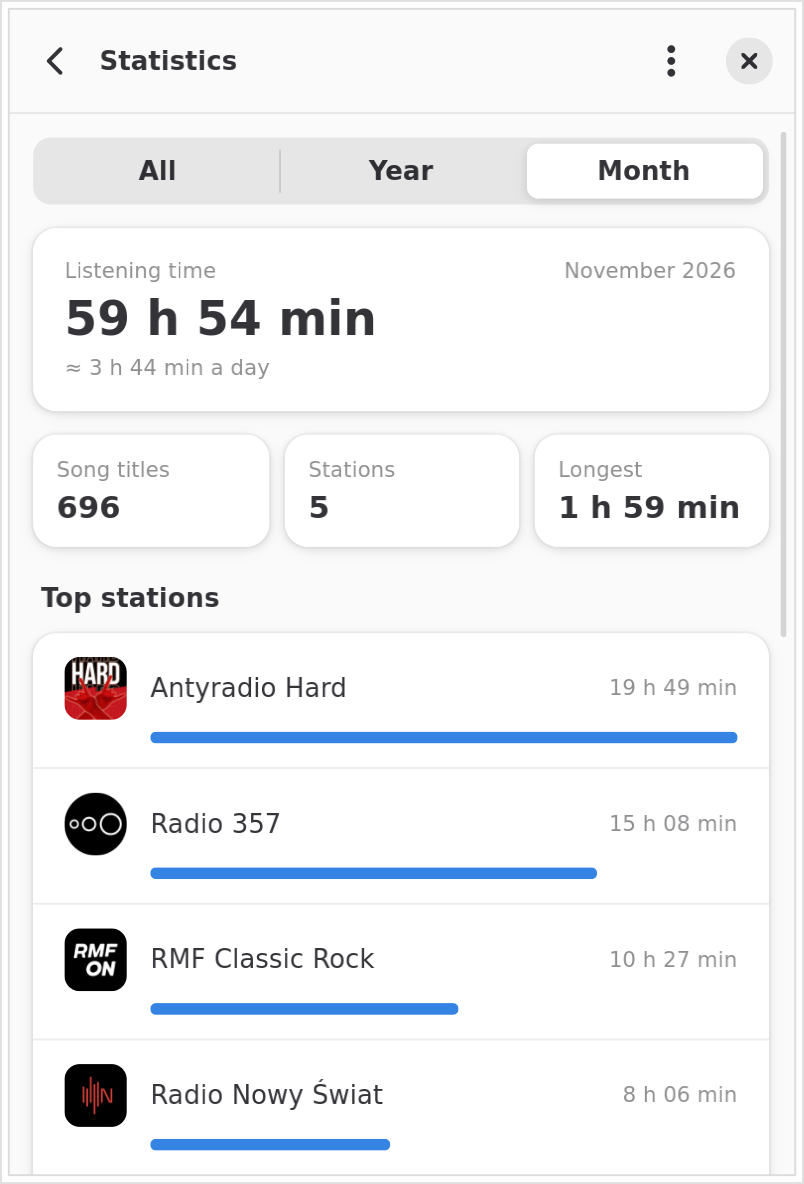 Statistics
All Year Month
Listening time November 2026
59 h 54 min
≈ 3 h 44 min a day
Song titles Stations Longest
696 5 1 h 59 min
Top stations
HARD
Antyradio Hard 19 h 49 min
Radio 357 15 h 08 min
RMF
ON
RMF Classic Rock 10 h 27 min
N
Radio Nowy Świat 8 h 06 min